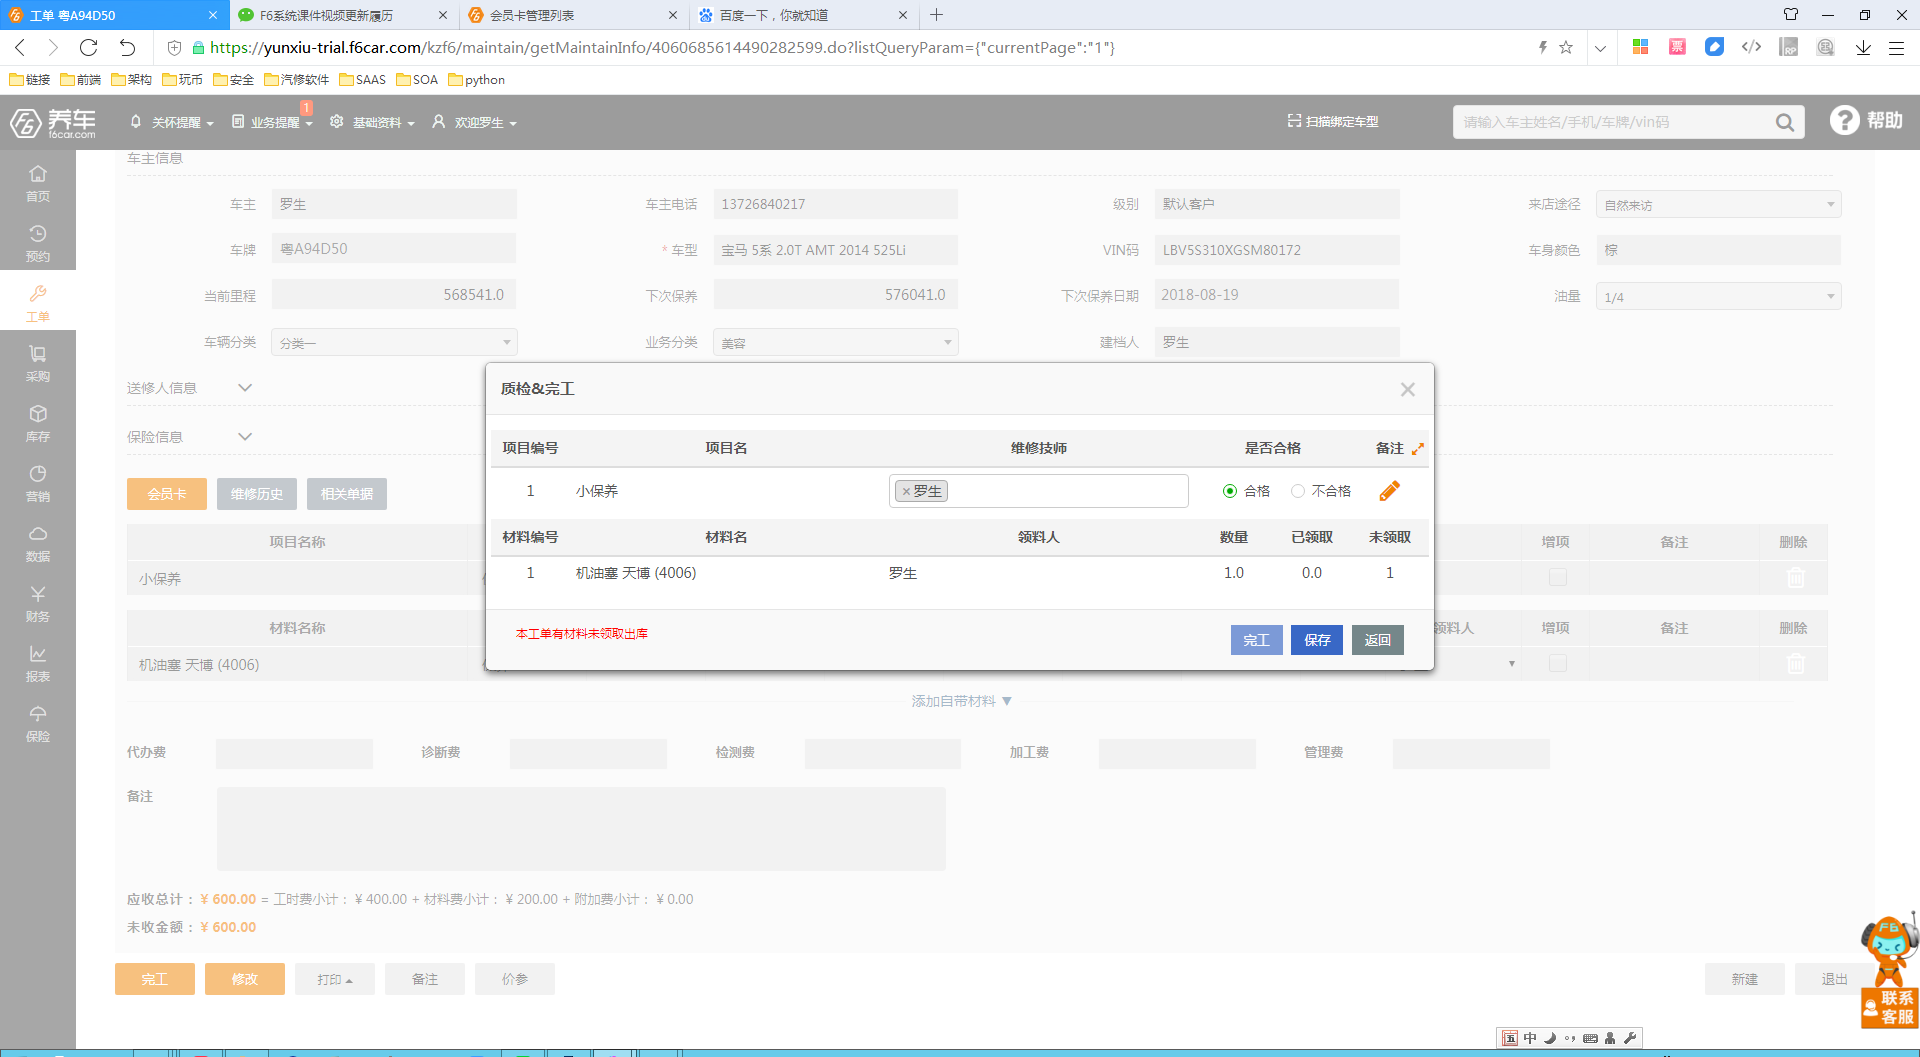 工单 粤A94D50
F6系统课件视频更新履历
会员卡管理列表
百度一下，你就知道
https://yunxiu-trial.f6car.com/kzf6/maintain/getMaintainInfo/4060685614490282599.do?listQueryParam={"currentPage":"1"}
票
链接 前端 架构 玩币 安全 汽修软件 SAAS SOA python
养车
f6car.com
关怀提醒
业务提醒
1
基础资料
欢迎罗生
扫描绑定车型
请输入车主姓名/手机/车牌/vin码
帮助
首页
预约
工单
采购
库存
营销
数据
财务
报表
保险
车主信息
车主 罗生 车主电话 13726840217 级别 默认客户 来店途径 自然来访
车牌 粤A94D50 * 车型 宝马 5系 2.0T AMT 2014 525Li VIN码 LBV5S310XGSM80172 车身颜色 棕
当前里程 568541.0 下次保养 576041.0 下次保养日期 2018-08-19 油量 1/4
车辆分类 分类一 业务分类 美容 建档人 罗生
送修人信息
保险信息
会员卡 维修历史 相关单据
项目名称 增项 备注 删除
小保养
材料名称 领料人 增项 备注 删除
机油塞 天博 (4006)
质检&完工
项目编号 项目名 维修技师 是否合格 备注
1 小保养 ×罗生 合格 不合格
材料编号 材料名 领料人 数量 已领取 未领取
1 机油塞 天博 (4006) 罗生 1.0 0.0 1
本工单有材料未领取出库
完工 保存 返回
添加自带材料 ▼
代办费 诊断费 检测费 加工费 管理费
备注
应收总计： ¥ 600.00 = 工时费小计： ¥ 400.00 + 材料费小计： ¥ 200.00 + 附加费小计： ¥ 0.00
未收金额： ¥ 600.00
完工 修改 打印 备注 价参 新建 退出
F6
联系
客服
五 中